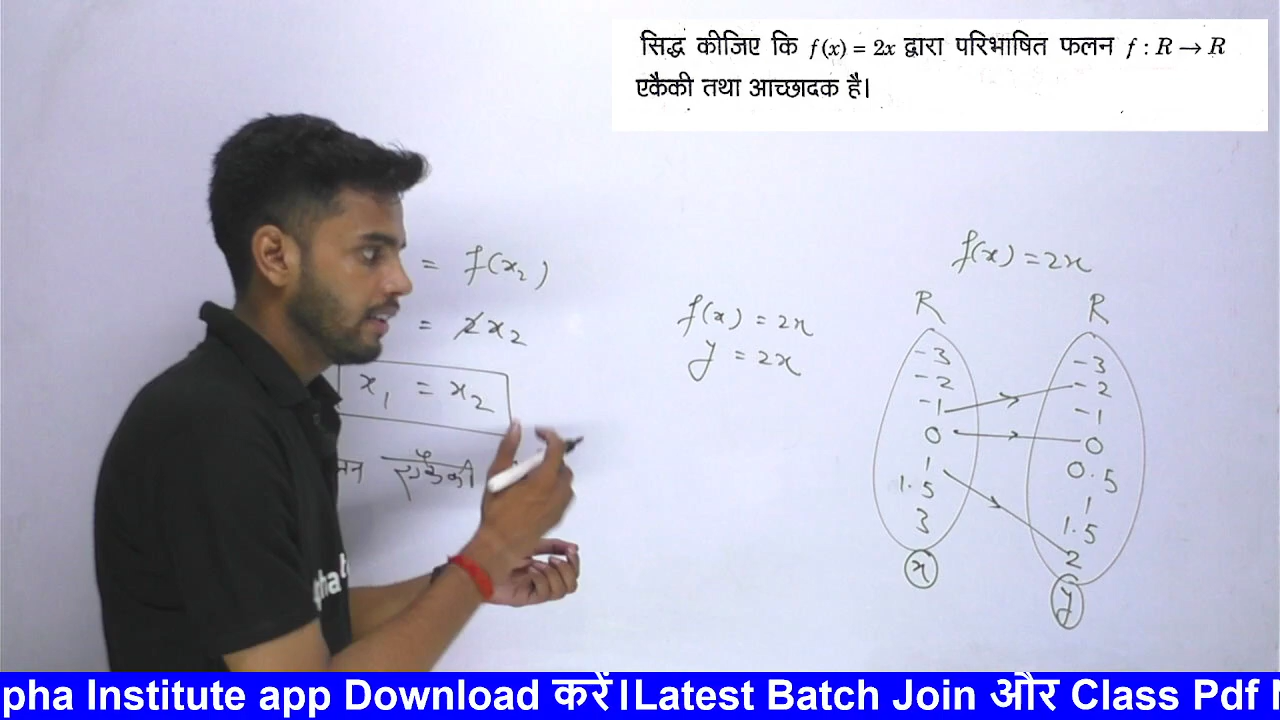 सिद्ध कीजिए कि f(x) = 2x द्वारा परिभाषित फलन f : R → R
एकैकी तथा आच्छादक है।
= f(x₂)
= 2x₂
x₁ = x₂
एकैकी
f(x) = 2x
y = 2x
f(x) = 2x
R R
-3 -3
-2 -2
-1 -1
0 0
1 0.5
1.5 1
3 1.5
2
x y
pha Institute app Download करें।Latest Batch Join और Class Pdf